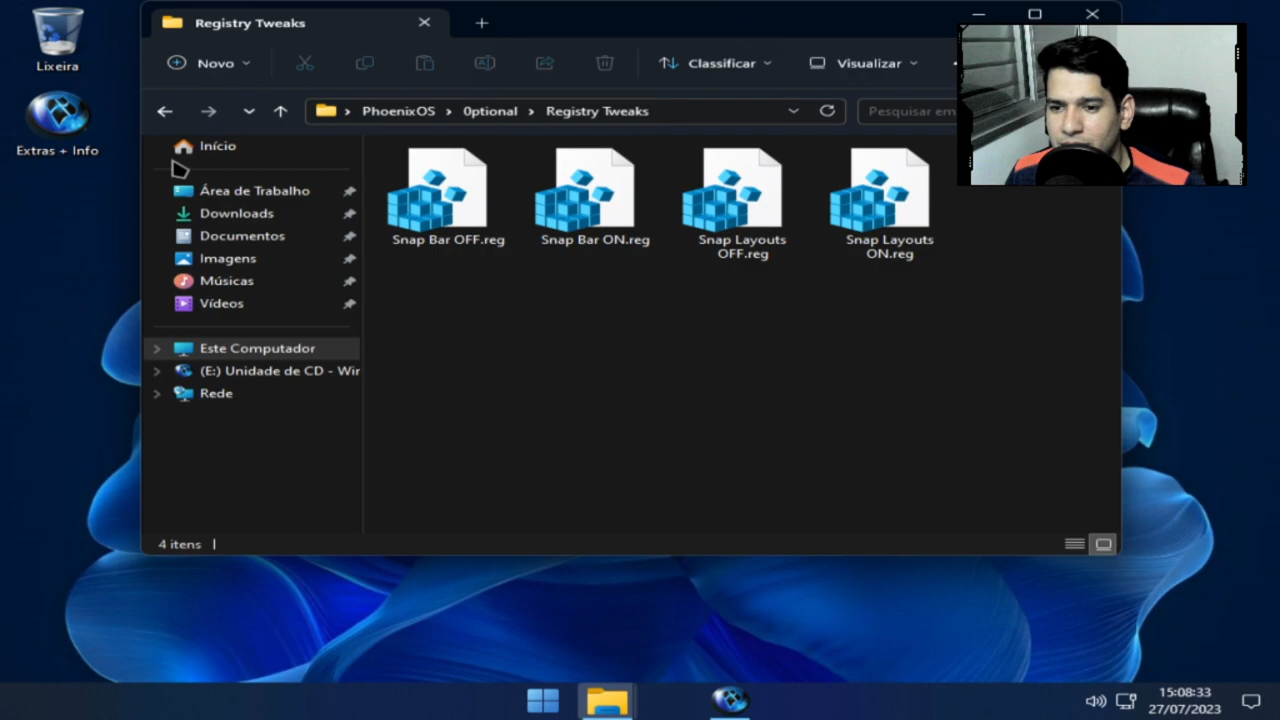 Lixeira
Extras + Info
Registry Tweaks
Novo
Classificar
Visualizar
PhoenixOS › 0ptional › Registry Tweaks
Pesquisar em
Início
Área de Trabalho
Downloads
Documentos
Imagens
Músicas
Vídeos
Este Computador
(E:) Unidade de CD - Wir
Rede
Snap Bar OFF.reg
Snap Bar ON.reg
Snap Layouts
OFF.reg
Snap Layouts
ON.reg
4 itens
15:08:33
27/07/2023